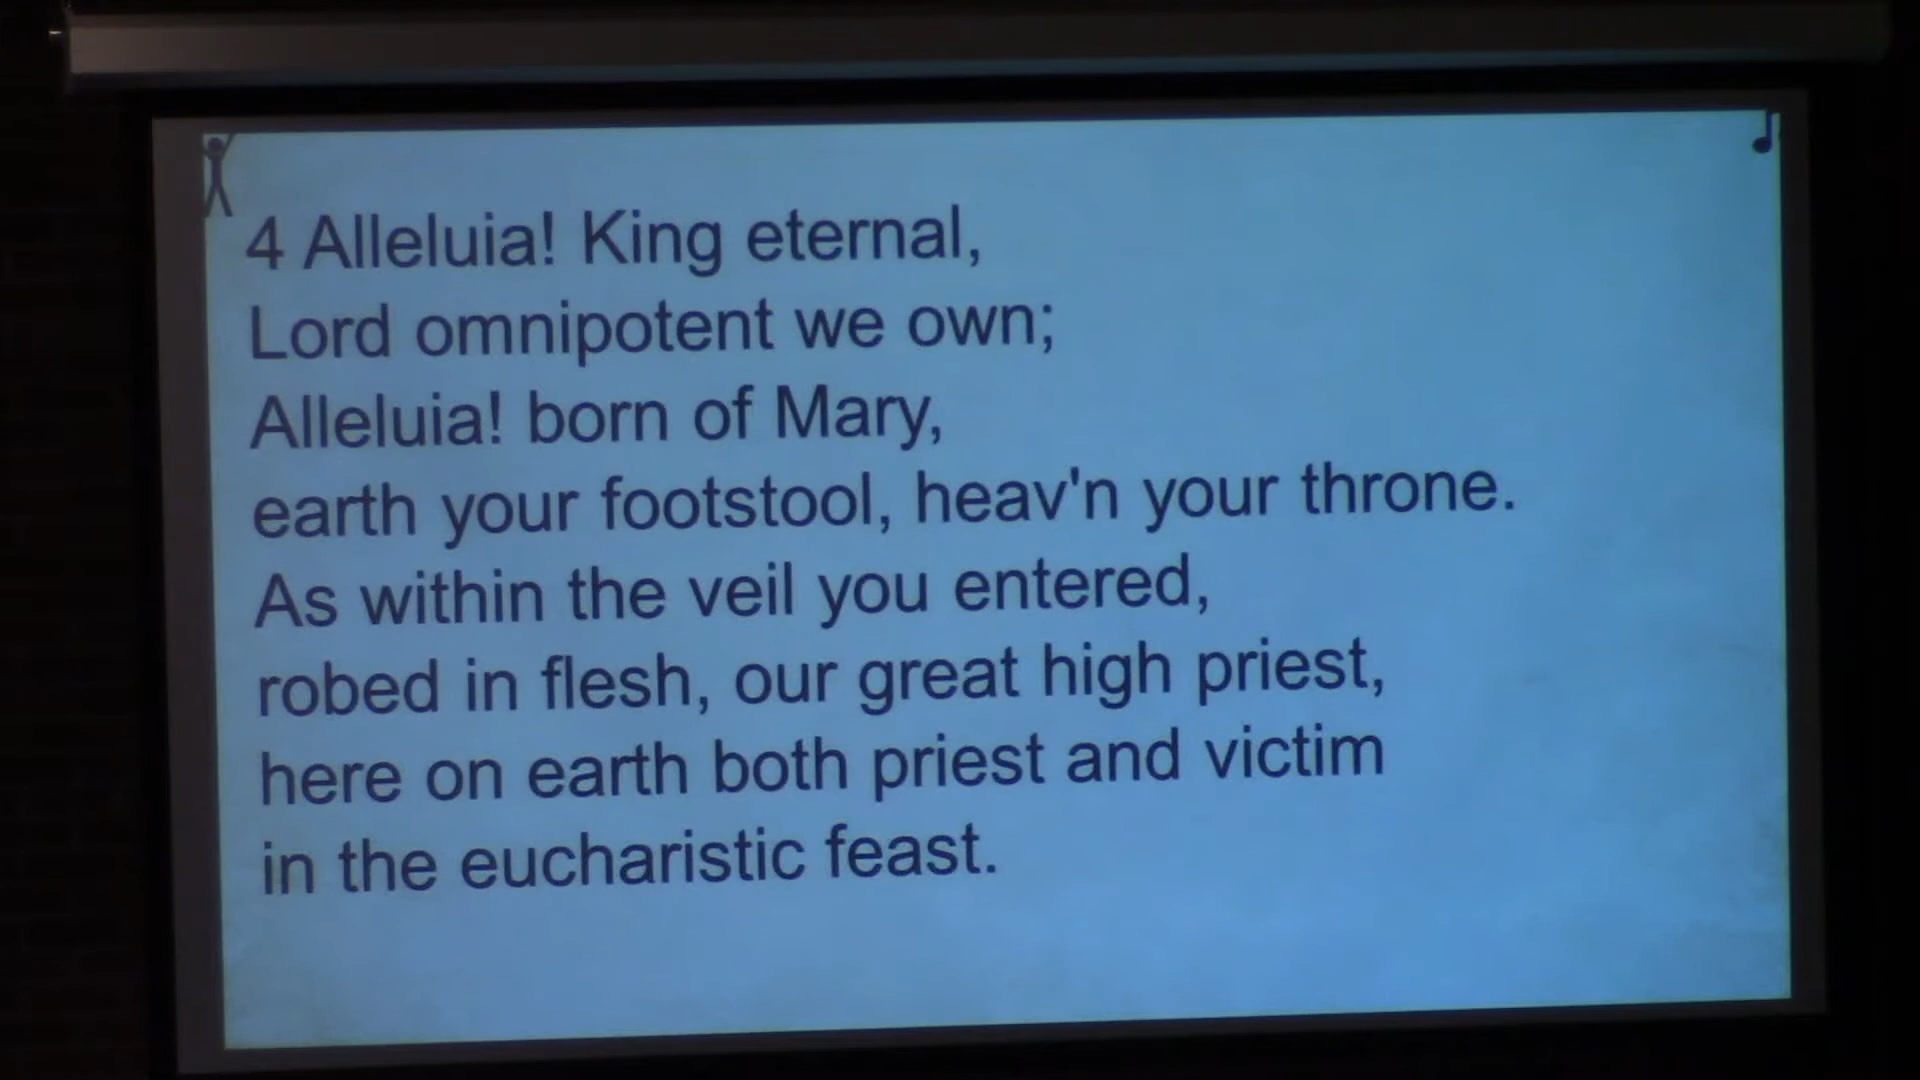 4 Alleluia! King eternal,
Lord omnipotent we own;
Alleluia! born of Mary,
earth your footstool, heav'n your throne.
As within the veil you entered,
robed in flesh, our great high priest,
here on earth both priest and victim
in the eucharistic feast.